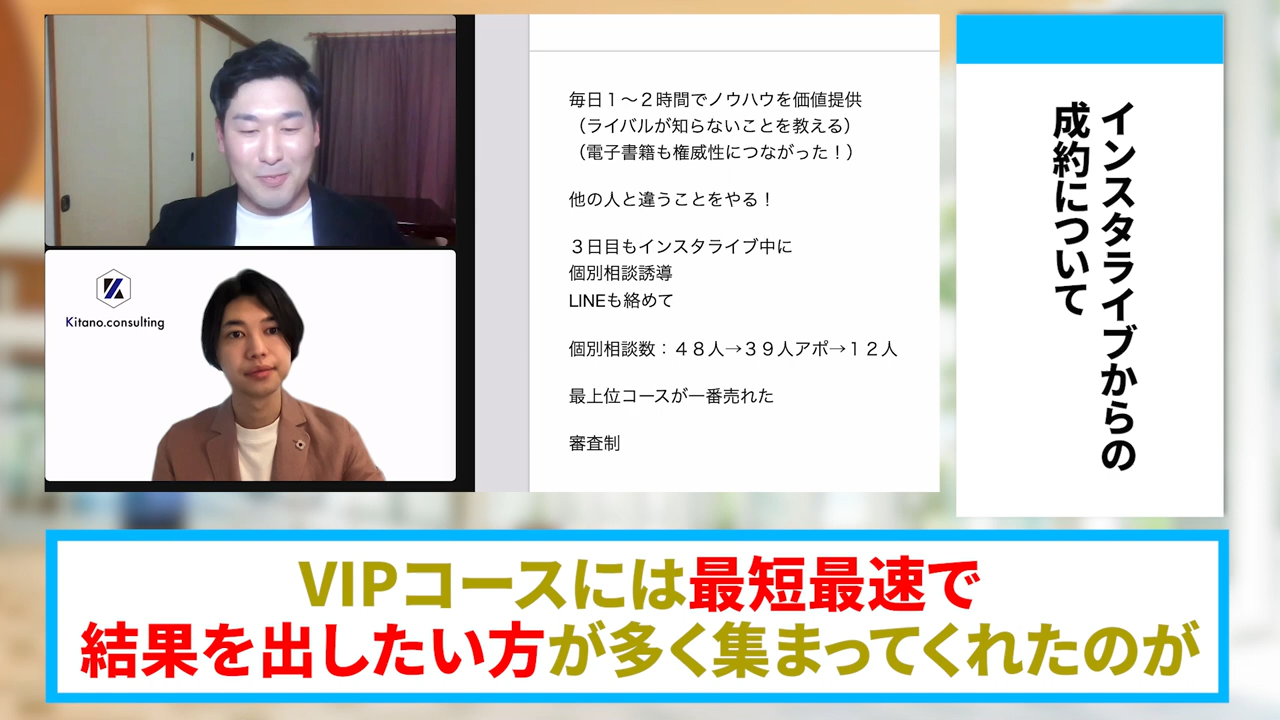 Kitano.consulting
毎日１～２時間でノウハウを価値提供
（ライバルが知らないことを教える）
（電子書籍も権威性につながった！）
他の人と違うことをやる！
３日目もインスタライブ中に
個別相談誘導
LINEも絡めて
個別相談数：４８人→３９人アポ→１２人
最上位コースが一番売れた
審査制
インスタライブからの
成約について
VIPコースには最短最速で
結果を出したい方が多く集まってくれたのが